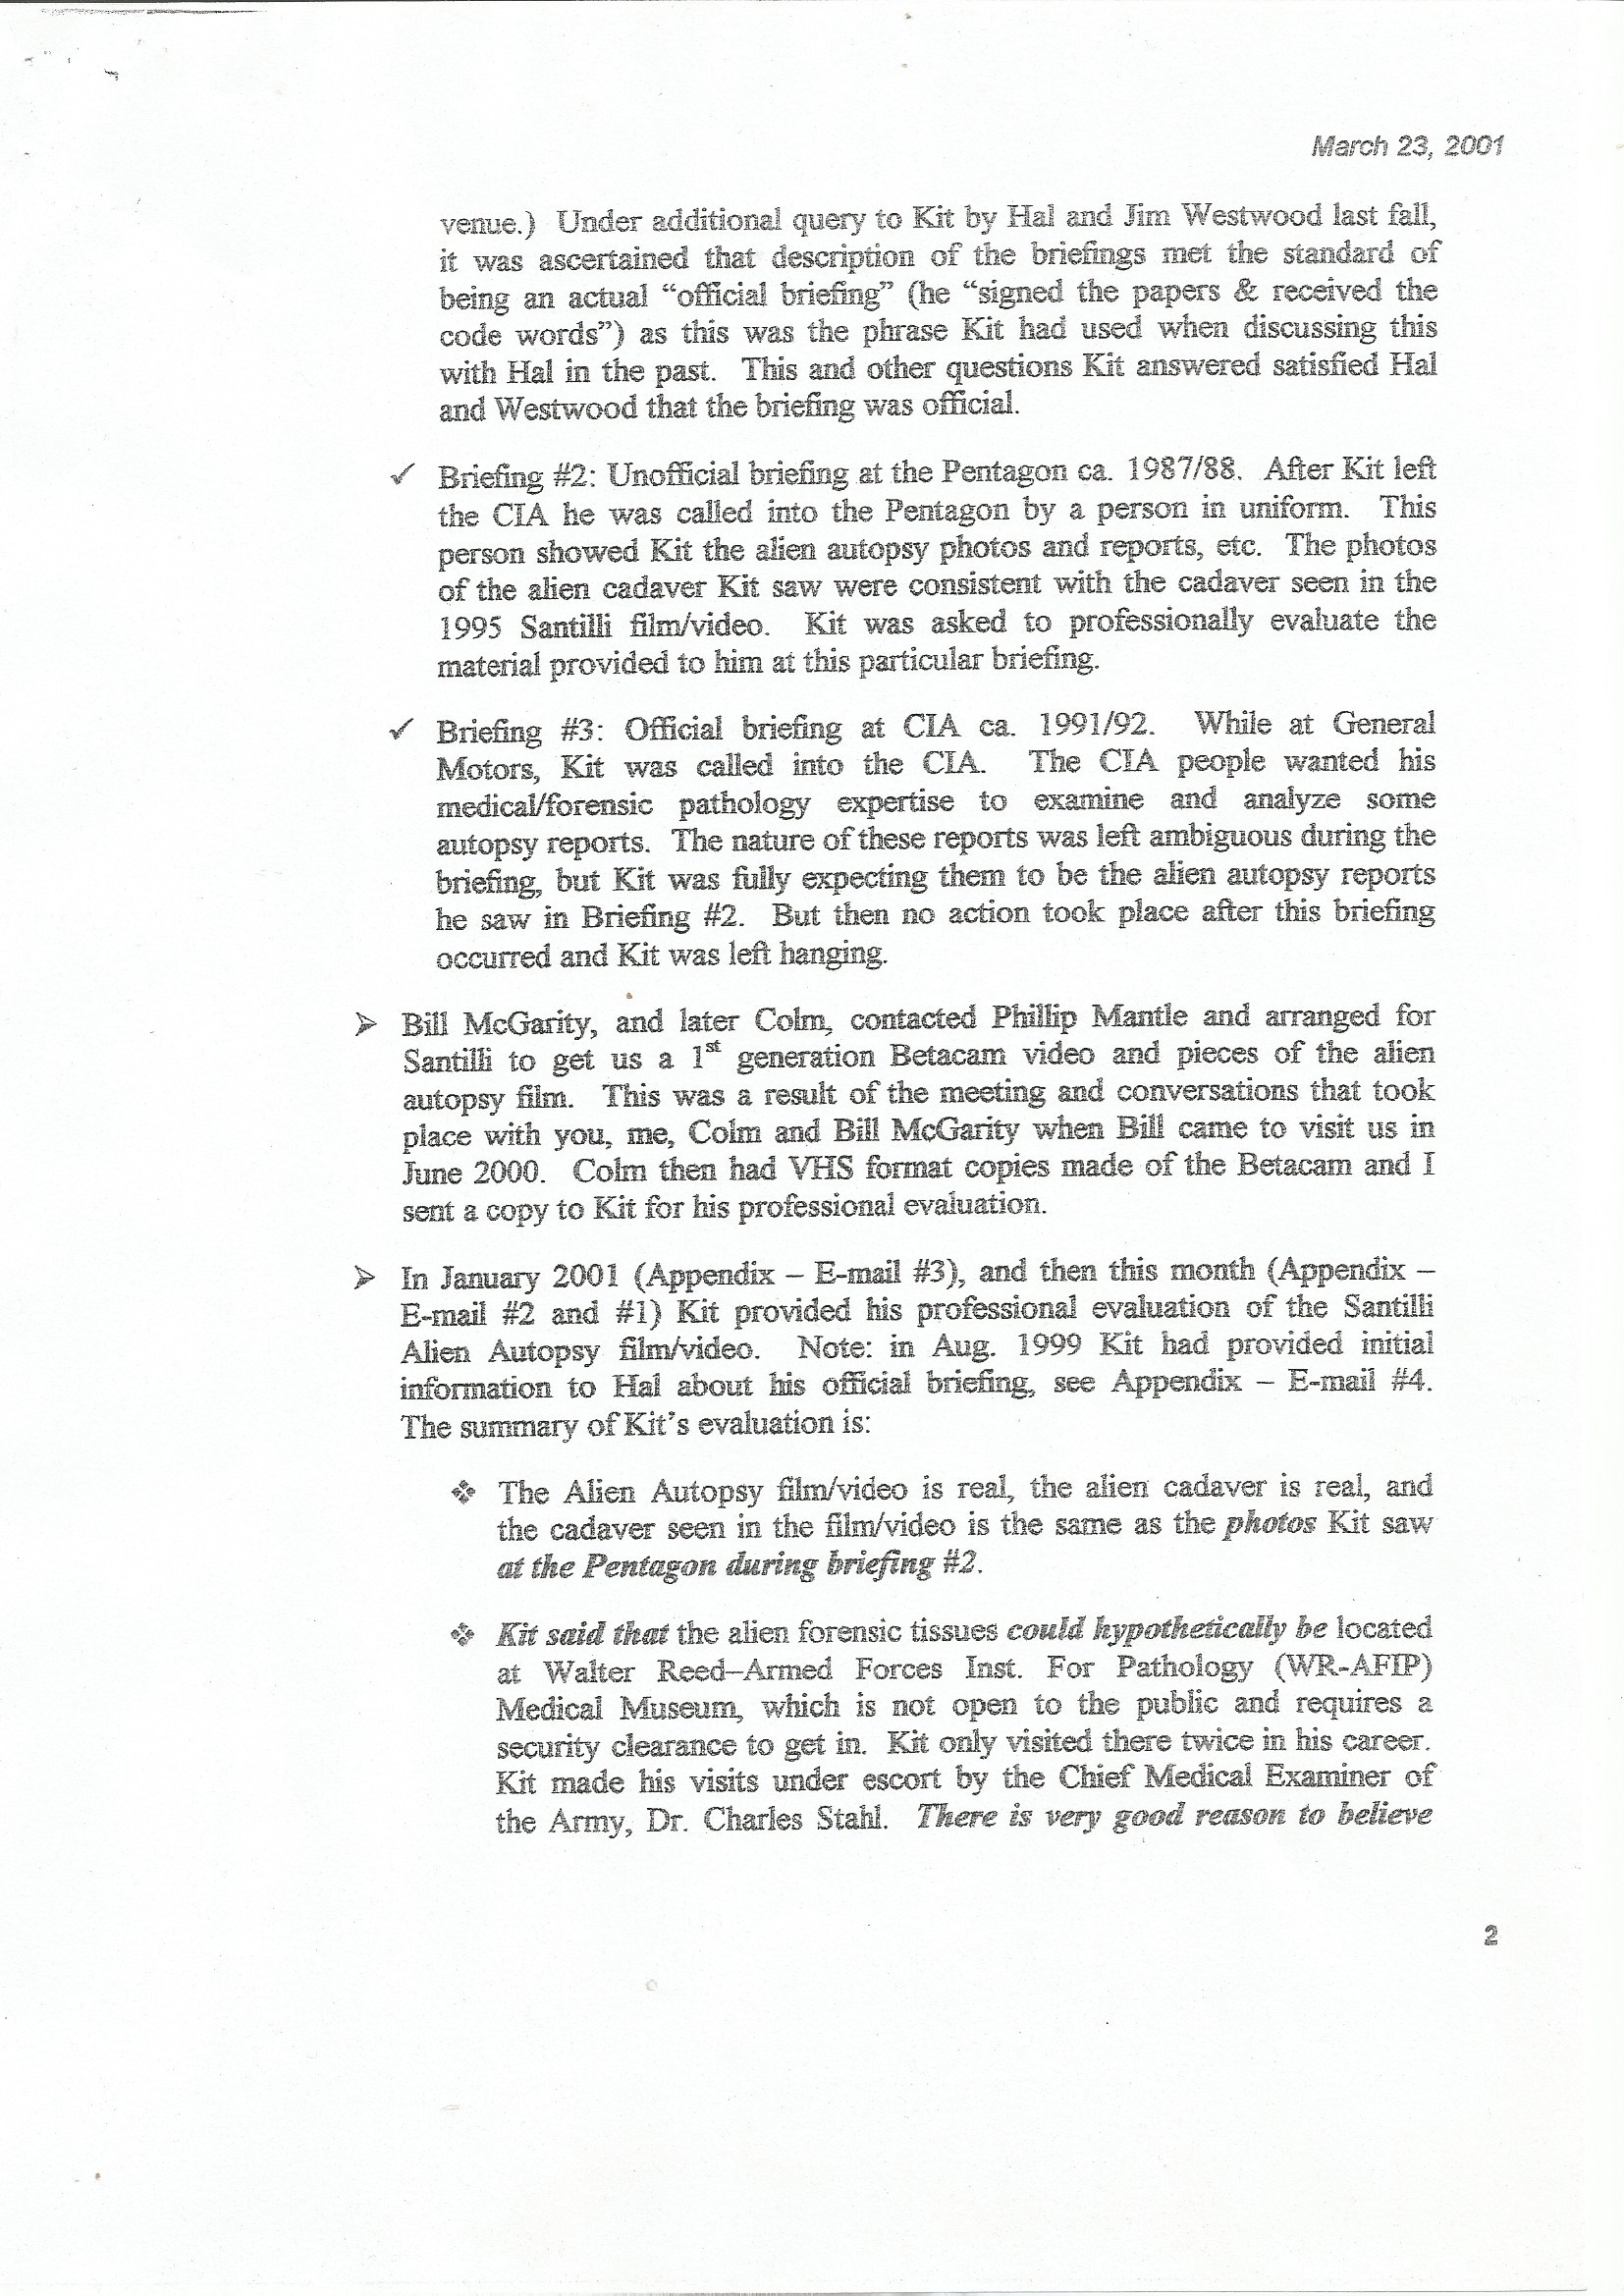 March 23, 2001
venue.) Under additional query to Kit by Hal and Jim Westwood last fall,
it was ascertained that description of the briefings met the standard of
being an actual “official briefing” (he “signed the papers & received the
code words”) as this was the phrase Kit had used when discussing this
with Hal in the past. This and other questions Kit answered satisfied Hal
and Westwood that the briefing was official.
✓ Briefing #2: Unofficial briefing at the Pentagon ca. 1987/88. After Kit left
the CIA he was called into the Pentagon by a person in uniform. This
person showed Kit the alien autopsy photos and reports, etc. The photos
of the alien cadaver Kit saw were consistent with the cadaver seen in the
1995 Santilli film/video. Kit was asked to professionally evaluate the
material provided to him at this particular briefing.
✓ Briefing #3: Official briefing at CIA ca. 1991/92. While at General
Motors, Kit was called into the CIA. The CIA people wanted his
medical/forensic pathology expertise to examine and analyze some
autopsy reports. The nature of these reports was left ambiguous during the
briefing, but Kit was fully expecting them to be the alien autopsy reports
he saw in Briefing #2. But then no action took place after this briefing
occurred and Kit was left hanging.
➢ Bill McGarity, and later Colm, contacted Phillip Mantle and arranged for
Santilli to get us a 1st generation Betacam video and pieces of the alien
autopsy film. This was a result of the meeting and conversations that took
place with you, me, Colm and Bill McGarity when Bill came to visit us in
June 2000. Colm then had VHS format copies made of the Betacam and I
sent a copy to Kit for his professional evaluation.
➢ In January 2001 (Appendix – E-mail #3), and then this month (Appendix –
E-mail #2 and #1) Kit provided his professional evaluation of the Santilli
Alien Autopsy film/video. Note: in Aug. 1999 Kit had provided initial
information to Hal about his official briefing, see Appendix – E-mail #4.
The summary of Kit’s evaluation is:
❖ The Alien Autopsy film/video is real, the alien cadaver is real, and
the cadaver seen in the film/video is the same as the photos Kit saw
at the Pentagon during briefing #2.
❖ Kit said that the alien forensic tissues could hypothetically be located
at Walter Reed–Armed Forces Inst. For Pathology (WR-AFIP)
Medical Museum, which is not open to the public and requires a
security clearance to get in. Kit only visited there twice in his career.
Kit made his visits under escort by the Chief Medical Examiner of
the Army, Dr. Charles Stahl. There is very good reason to believe
2